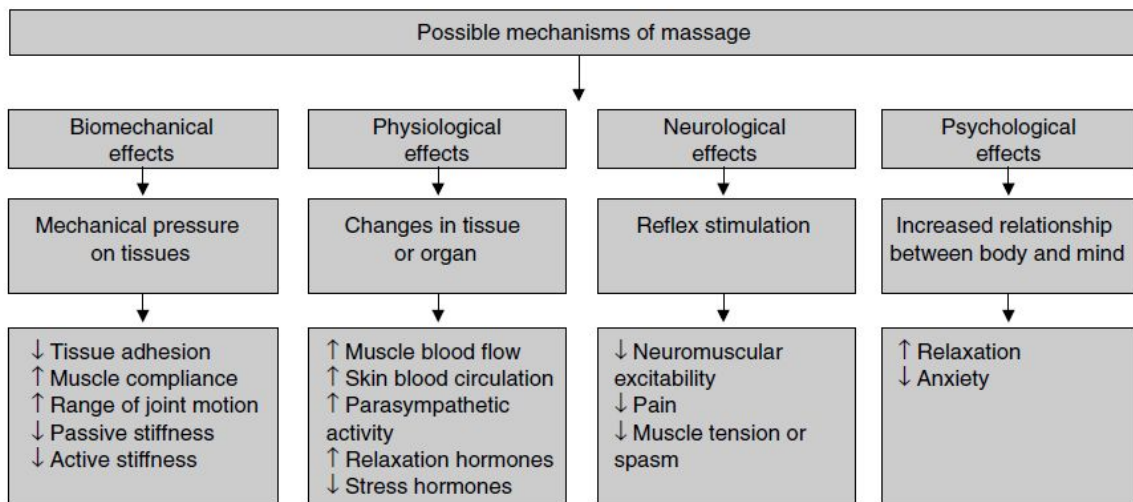 Possible mechanisms of massage
Biomechanical
effects
Physiological
effects
Neurological
effects
Psychological
effects
Mechanical pressure
on tissues
Changes in tissue
or organ
Reflex stimulation
Increased relationship
between body and mind
↓ Tissue adhesion
↑ Muscle compliance
↑ Range of joint motion
↓ Passive stiffness
↓ Active stiffness
↑ Muscle blood flow
↑ Skin blood circulation
↑ Parasympathetic
activity
↑ Relaxation hormones
↓ Stress hormones
↓ Neuromuscular
excitability
↓ Pain
↓ Muscle tension or
spasm
↑ Relaxation
↓ Anxiety